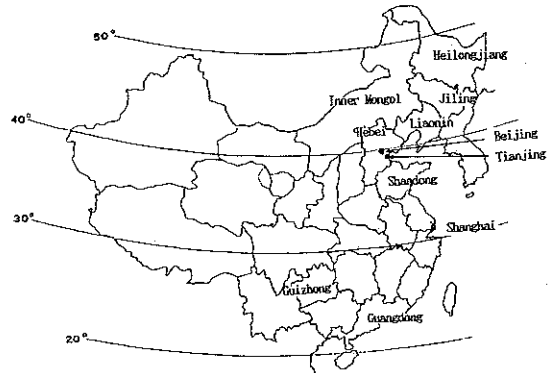 50°
Heilongjiang
Inner Mongol
Jiling
40°
Liaonin
Hebei
Beijing
Tianjing
Shandong
30°
Shanghai
Guizhong
Guangdong
20°